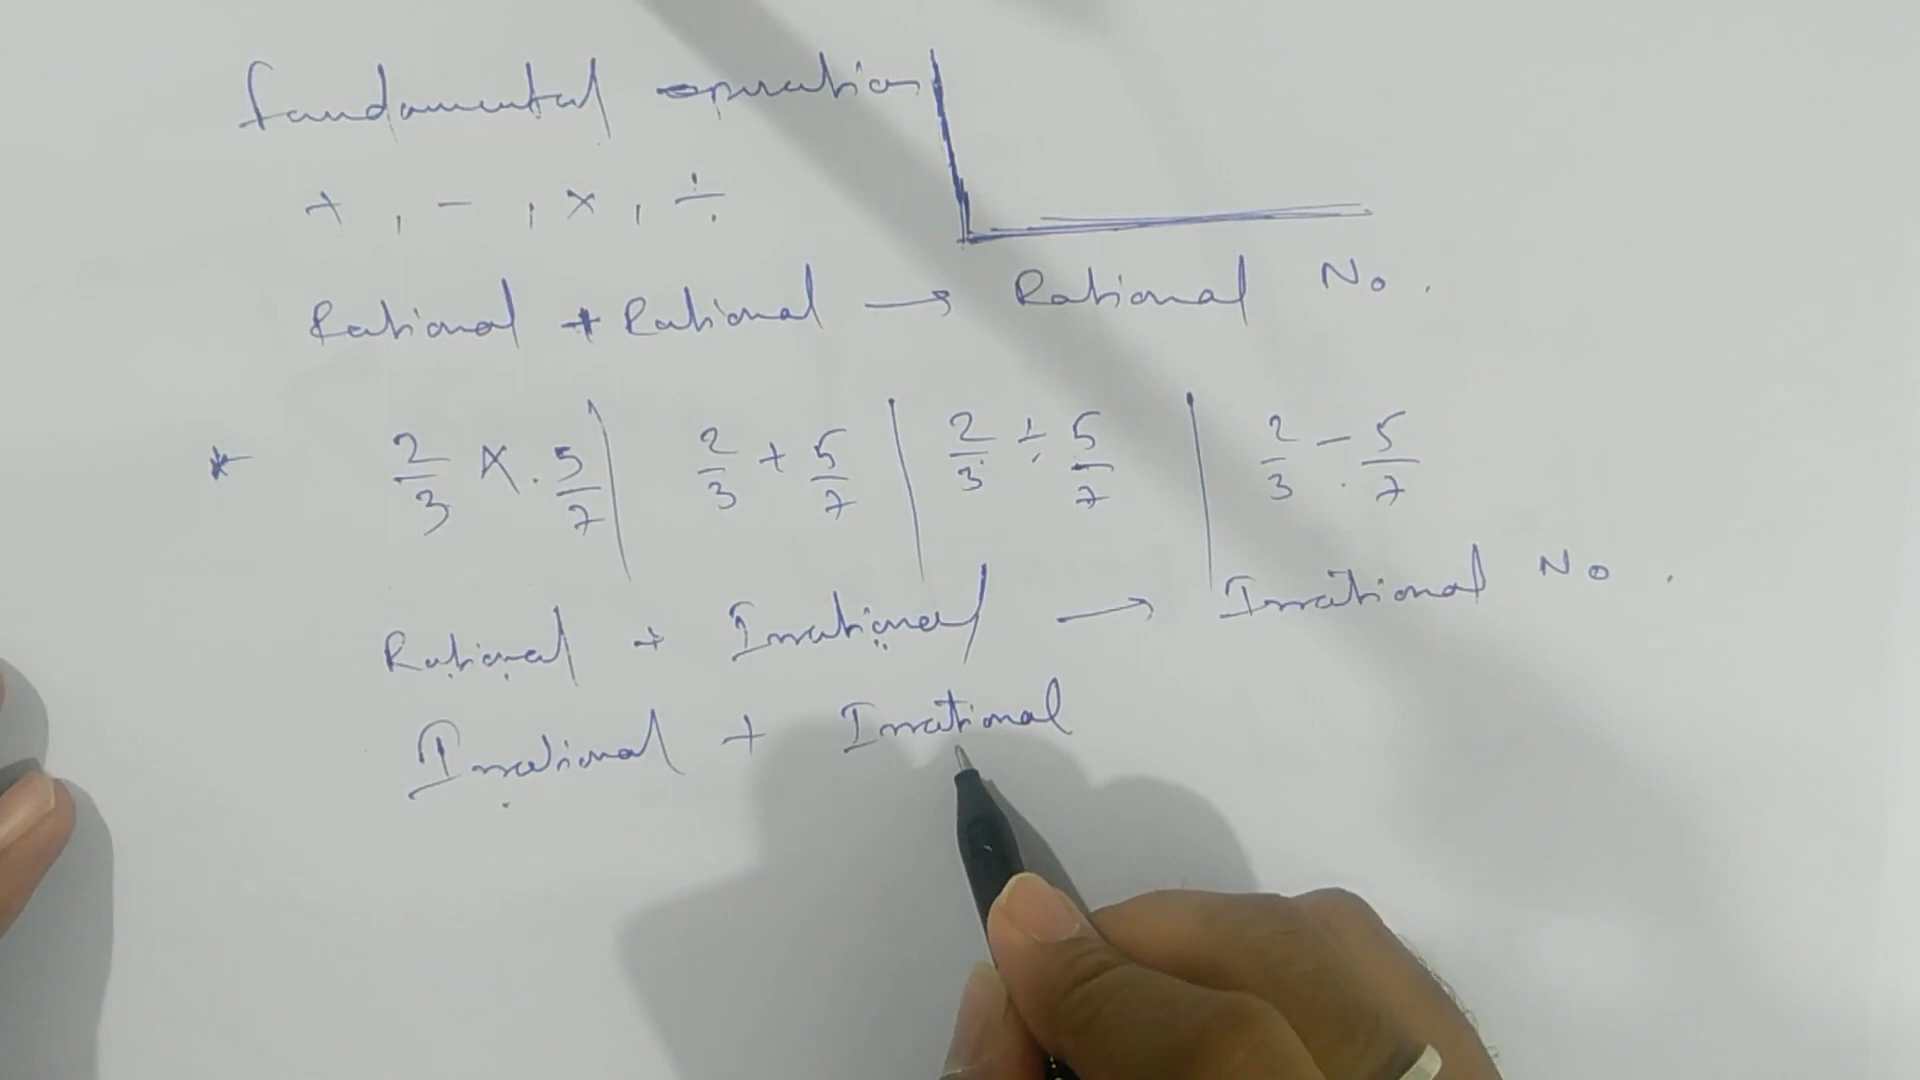 fundamental operation
+ , - , × , ÷
Rational + Rational → Rational No.
* 2/3 × 5/7 | 2/3 + 5/7 | 2/3 ÷ 5/7 | 2/3 - 5/7
Rational + Irrational → Irrational No.
Irrational + Irrational